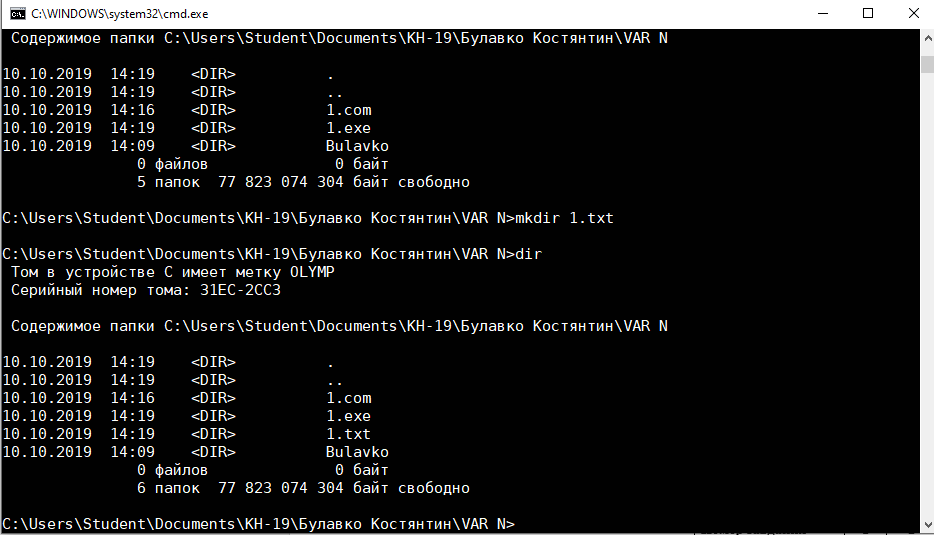 C:\WINDOWS\system32\cmd.exe
Содержимое папки C:\Users\Student\Documents\KH-19\Булавко Костянтин\VAR N
10.10.2019 14:19 <DIR> .
10.10.2019 14:19 <DIR> ..
10.10.2019 14:16 <DIR> 1.com
10.10.2019 14:19 <DIR> 1.exe
10.10.2019 14:09 <DIR> Bulavko
0 файлов 0 байт
5 папок 77 823 074 304 байт свободно
C:\Users\Student\Documents\KH-19\Булавко Костянтин\VAR N>mkdir 1.txt
C:\Users\Student\Documents\KH-19\Булавко Костянтин\VAR N>dir
Том в устройстве C имеет метку OLYMP
Серийный номер тома: 31EC-2CC3
Содержимое папки C:\Users\Student\Documents\KH-19\Булавко Костянтин\VAR N
10.10.2019 14:19 <DIR> .
10.10.2019 14:19 <DIR> ..
10.10.2019 14:16 <DIR> 1.com
10.10.2019 14:19 <DIR> 1.exe
10.10.2019 14:19 <DIR> 1.txt
10.10.2019 14:09 <DIR> Bulavko
0 файлов 0 байт
6 папок 77 823 074 304 байт свободно
C:\Users\Student\Documents\KH-19\Булавко Костянтин\VAR N>